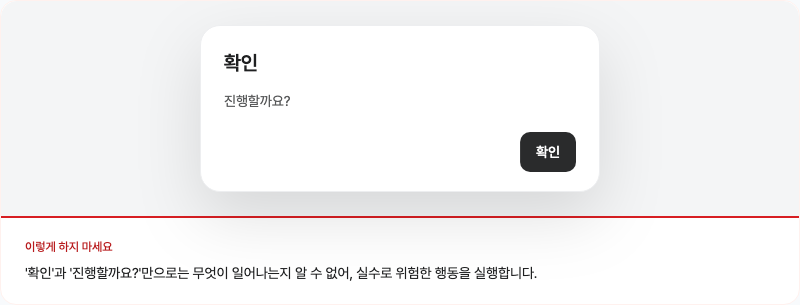 확인
진행할까요?
확인
이렇게 하지 마세요
'확인'과 '진행할까요?'만으로는 무엇이 일어나는지 알 수 없어, 실수로 위험한 행동을 실행합니다.